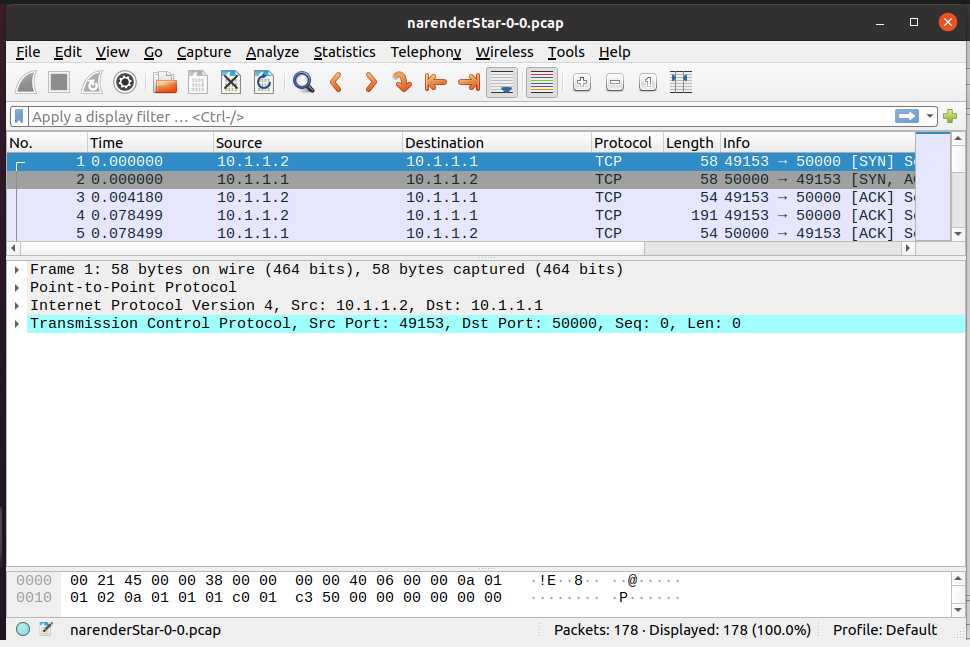 narenderStar-0-0.pcap
File Edit View Go Capture Analyze Statistics Telephony Wireless Tools Help
Apply a display filter … <Ctrl-/>
No. Time Source Destination Protocol Length Info
1 0.000000 10.1.1.2 10.1.1.1 TCP 58 49153 → 50000 [SYN] Se
2 0.000000 10.1.1.1 10.1.1.2 TCP 58 50000 → 49153 [SYN, AC
3 0.004180 10.1.1.2 10.1.1.1 TCP 54 49153 → 50000 [ACK] Se
4 0.078499 10.1.1.2 10.1.1.1 TCP 191 49153 → 50000 [ACK] Se
5 0.078499 10.1.1.1 10.1.1.2 TCP 54 50000 → 49153 [ACK] Se
Frame 1: 58 bytes on wire (464 bits), 58 bytes captured (464 bits)
Point-to-Point Protocol
Internet Protocol Version 4, Src: 10.1.1.2, Dst: 10.1.1.1
Transmission Control Protocol, Src Port: 49153, Dst Port: 50000, Seq: 0, Len: 0
0000 00 21 45 00 00 38 00 00 00 00 40 06 00 00 0a 01 ·!E··8·· ··@·····
0010 01 02 0a 01 01 01 c0 01 c3 50 00 00 00 00 00 00 ········ ·P······
narenderStar-0-0.pcap Packets: 178 · Displayed: 178 (100.0%) Profile: Default